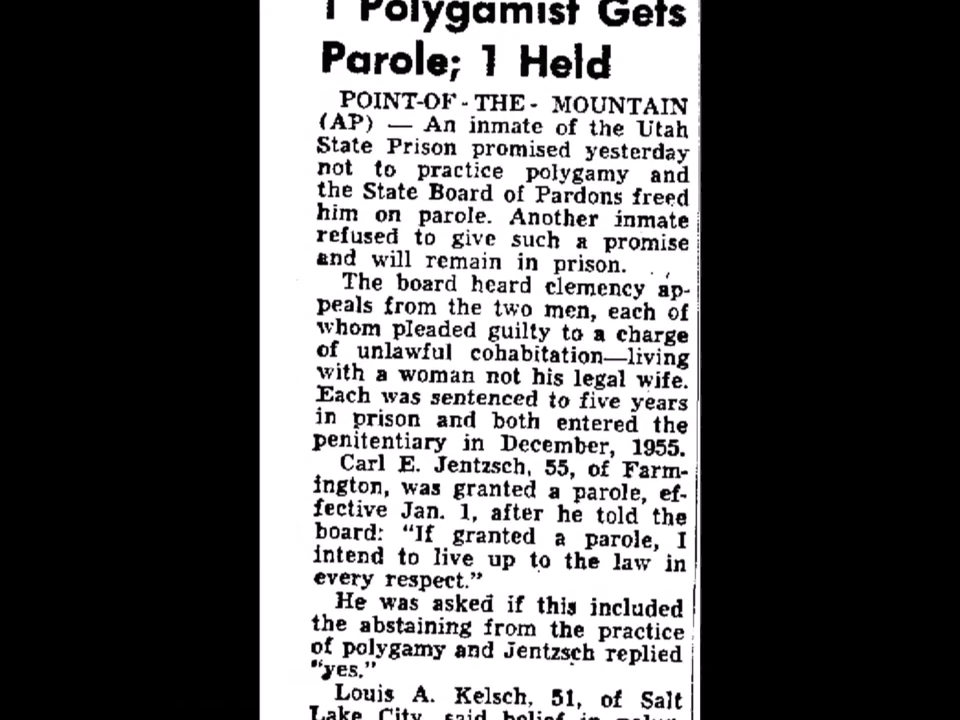 1 Polygamist Gets
Parole; 1 Held
POINT-OF-THE- MOUNTAIN
(AP) — An inmate of the Utah
State Prison promised yesterday
not to practice polygamy and
the State Board of Pardons freed
him on parole. Another inmate
refused to give such a promise
and will remain in prison.
The board heard clemency ap-
peals from the two men, each of
whom pleaded guilty to a charge
of unlawful cohabitation—living
with a woman not his legal wife.
Each was sentenced to five years
in prison and both entered the
penitentiary in December, 1955.
Carl E. Jentzsch, 55, of Farm-
ington, was granted a parole, ef-
fective Jan. 1, after he told the
board: "If granted a parole, I
intend to live up to the law in
every respect."
He was asked if this included
the abstaining from the practice
of polygamy and Jentzsch replied
"yes."
Louis A. Kelsch, 51, of Salt
Lake City, said belief in